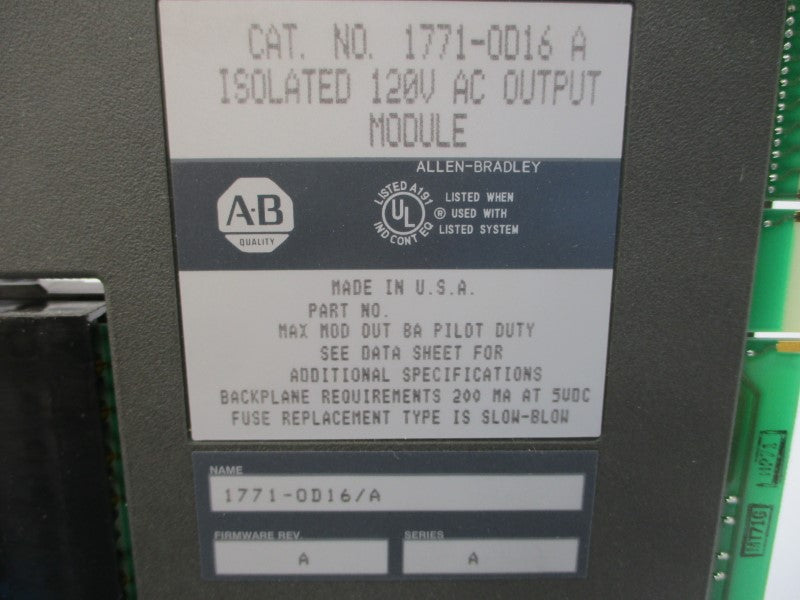 CAT. NO. 1771-OD16 A
ISOLATED 120V AC OUTPUT
MODULE
ALLEN-BRADLEY
A-B
QUALITY
LISTED A191
UL
IND CONT EQ
®
LISTED WHEN
USED WITH
LISTED SYSTEM
MADE IN U.S.A.
PART NO.
MAX MOD OUT 8A PILOT DUTY
SEE DATA SHEET FOR
ADDITIONAL SPECIFICATIONS
BACKPLANE REQUIREMENTS 200 MA AT 5VDC
FUSE REPLACEMENT TYPE IS SLOW-BLOW
NAME
1771-OD16/A
FIRMWARE REV.
A
SERIES
A
MT71G